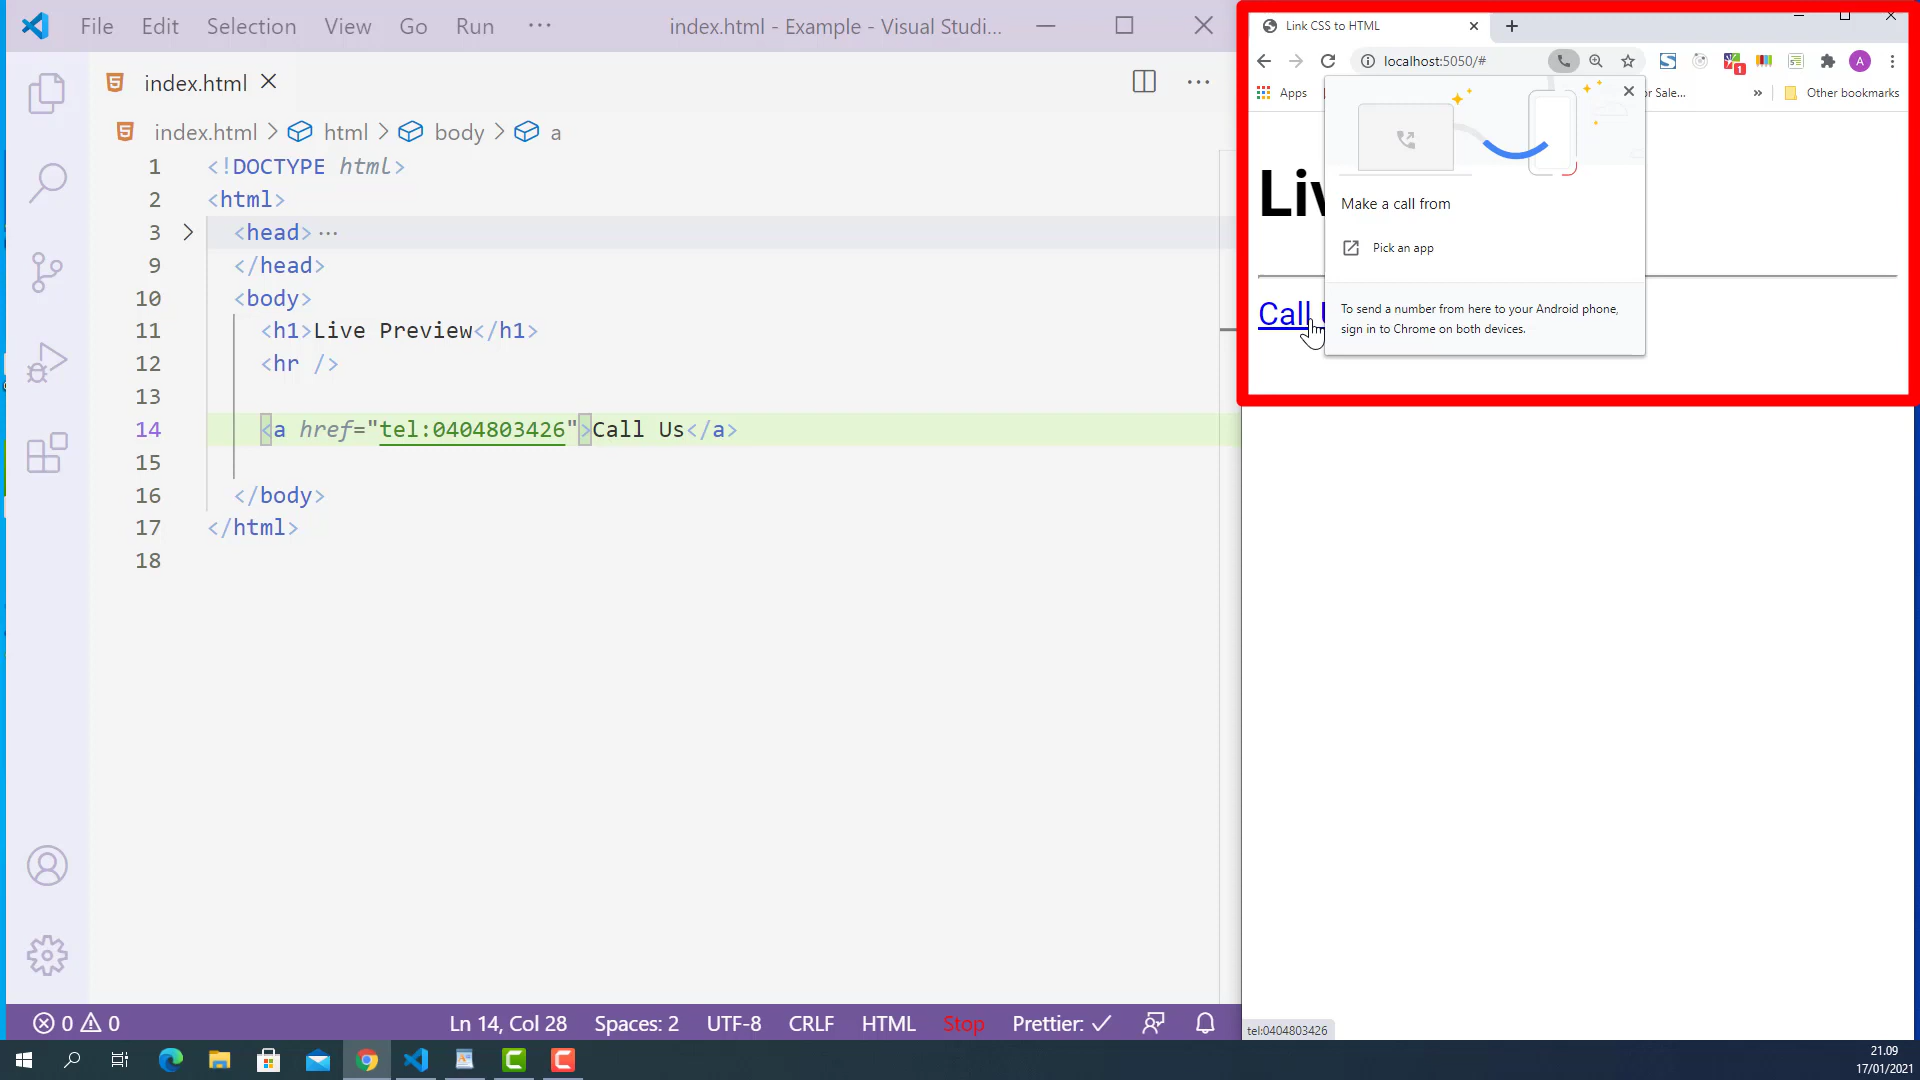 File Edit Selection View Go Run ··· index.html - Example - Visual Studi...
index.html
index.html > html > body > a
1 <!DOCTYPE html>
2 <html>
3 <head>···
9 </head>
10 <body>
11 <h1>Live Preview</h1>
12 <hr />
13
14 <a href="tel:0404803426">Call Us</a>
15
16 </body>
17 </html>
18
0 0 Ln 14, Col 28 Spaces: 2 UTF-8 CRLF HTML Stop Prettier: ✓
Link CSS to HTML
localhost:5050/#
1
A
Apps
or Sale...
»
Other bookmarks
Liv
Call U
Make a call from
Pick an app
To send a number from here to your Android phone,
sign in to Chrome on both devices.
tel:0404803426
21.09
17/01/2021